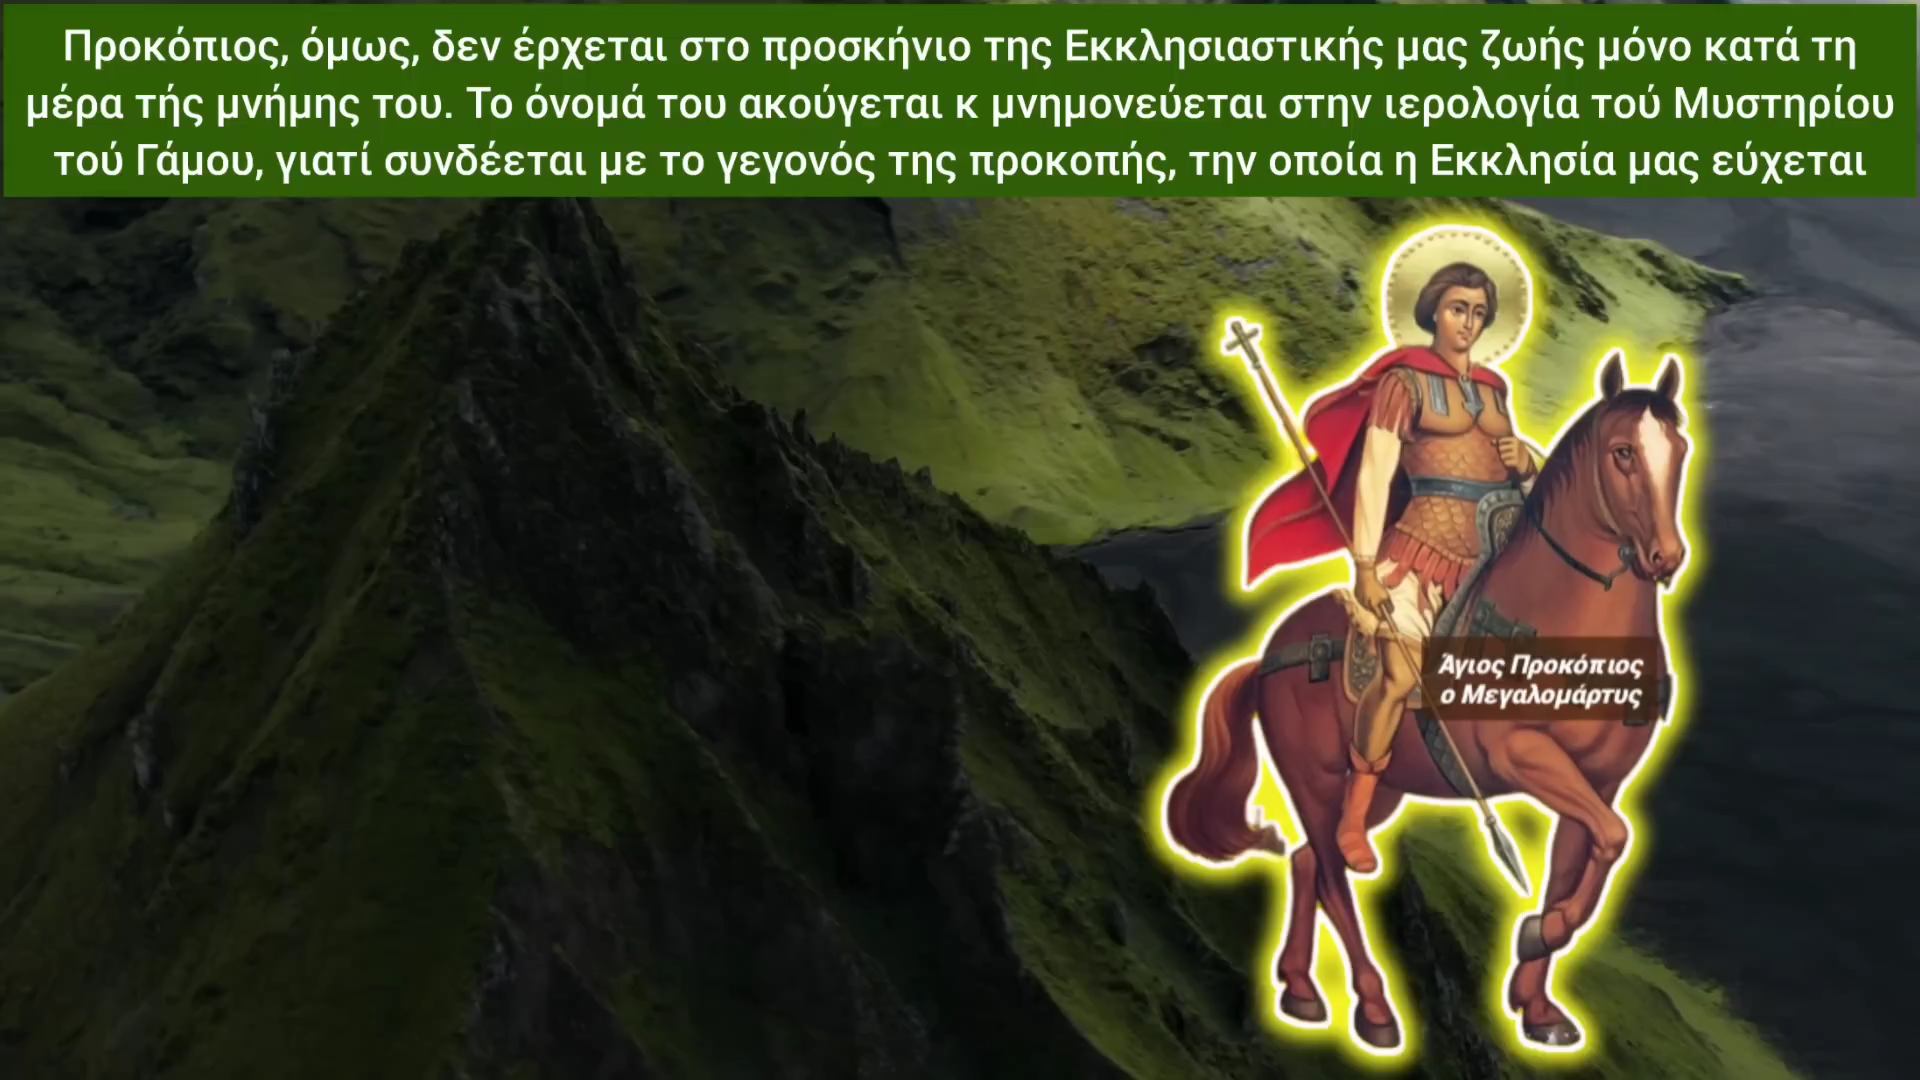 Προκόπιος, όμως, δεν έρχεται στο προσκήνιο της Εκκλησιαστικής μας ζωής μόνο κατά τη
μέρα τής μνήμης του. Το όνομά του ακούγεται κ μνημονεύεται στην ιερολογία τού Μυστηρίου
τού Γάμου, γιατί συνδέεται με το γεγονός της προκοπής, την οποία η Εκκλησία μας εύχεται
Άγιος Προκόπιος
ο Μεγαλομάρτυς